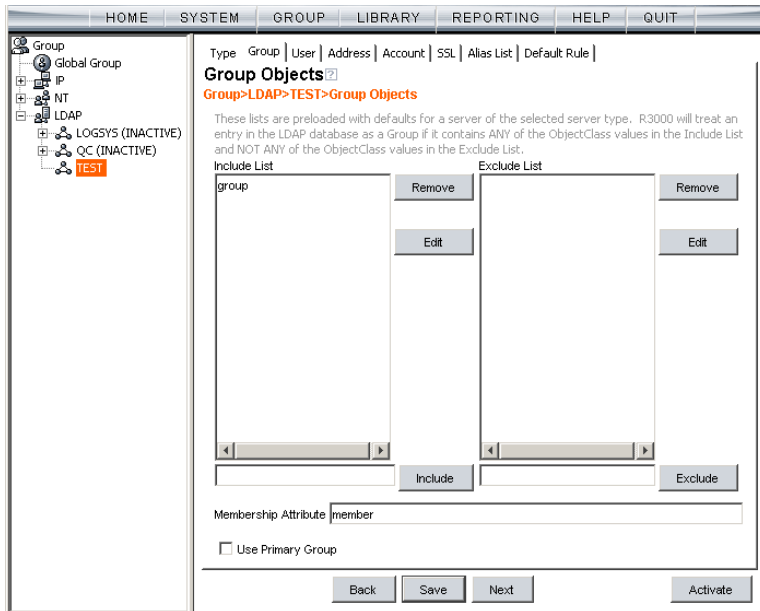 HOME SYSTEM GROUP LIBRARY REPORTING HELP QUIT
Group
Global Group
IP
NT
LDAP
LOGSYS (INACTIVE)
QC (INACTIVE)
TEST
Type Group User Address Account SSL Alias List Default Rule
Group Objects?
Group>LDAP>TEST>Group Objects
These lists are preloaded with defaults for a server of the selected server type. R3000 will treat an
entry in the LDAP database as a Group if it contains ANY of the ObjectClass values in the Include List
and NOT ANY of the ObjectClass values in the Exclude List.
Include List
group
Remove
Edit
Include
Exclude List
Remove
Edit
Exclude
Membership Attribute member
Use Primary Group
Back Save Next Activate